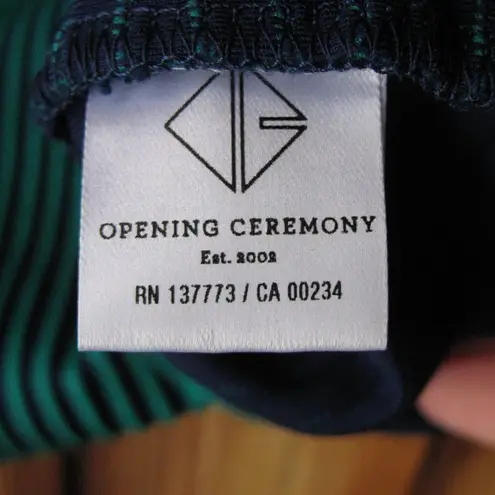 OPENING CEREMONY
Est. 2002
RN 137773 / CA 00234